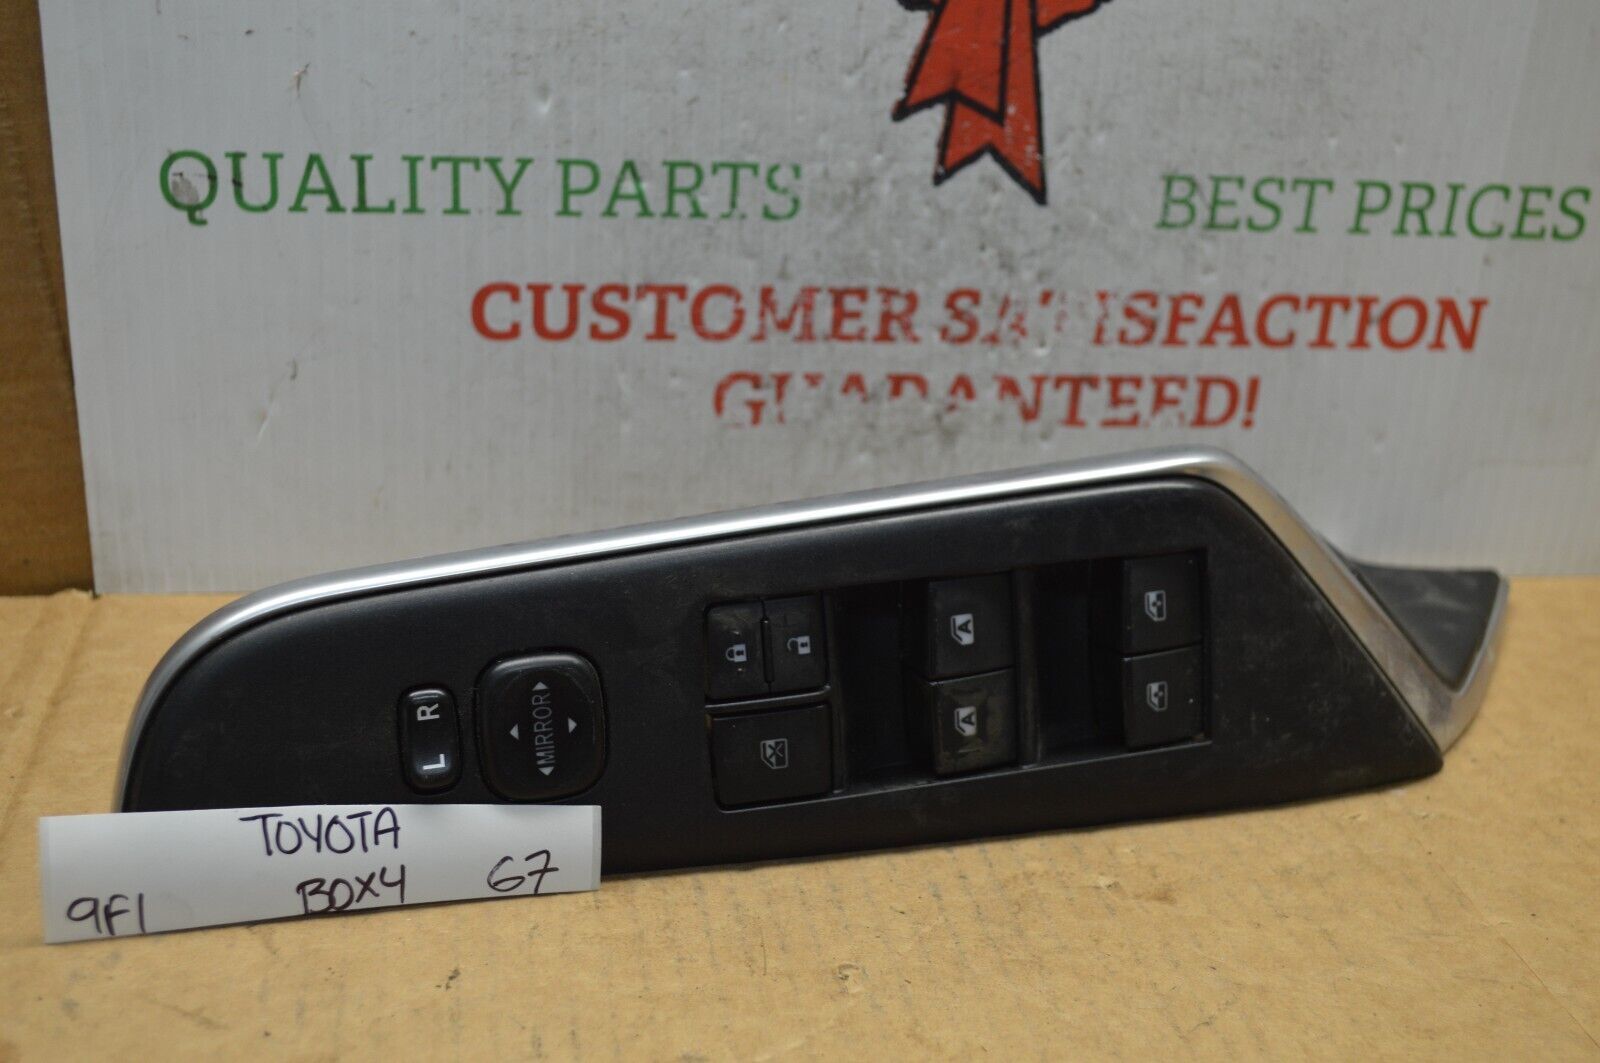 QUALITY PARTS
BEST PRICES
CUSTOMER SATISFACTION
GUARANTEED!
R
L
MIRROR
A
A
TOYOTA
9F1 BOX4 67